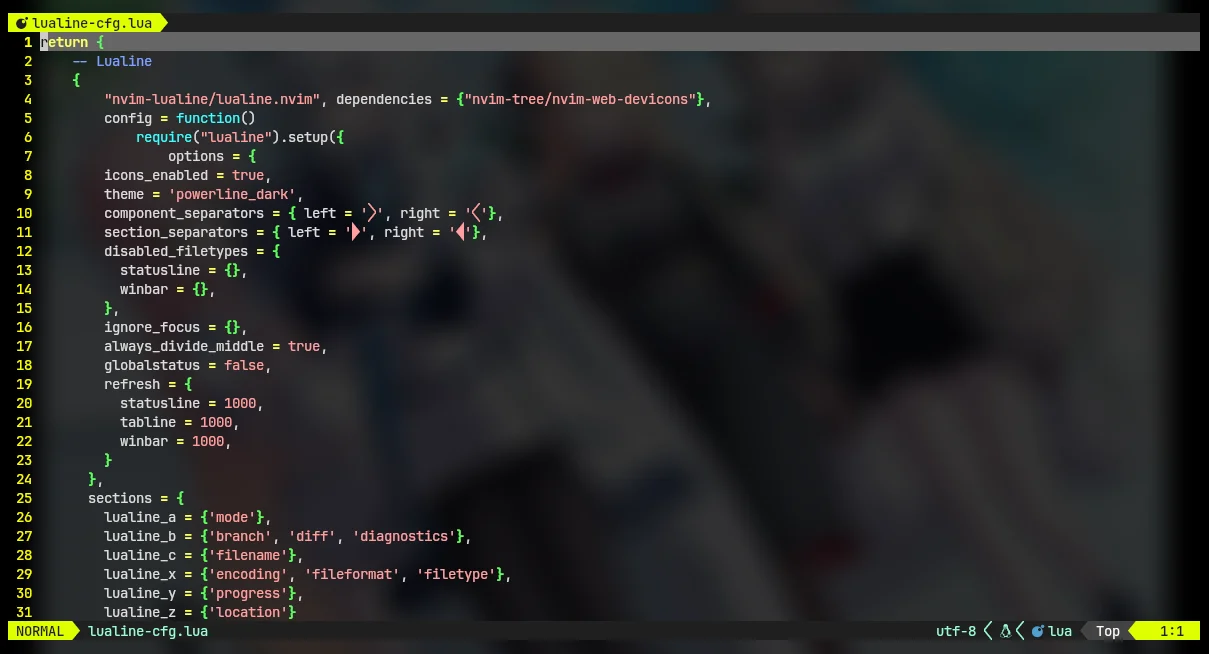 lualine-cfg.lua
1 return {
2     -- Lualine
3     {
4         "nvim-lualine/lualine.nvim", dependencies = {"nvim-tree/nvim-web-devicons"},
5         config = function()
6             require("lualine").setup({
7                 options = {
8         icons_enabled = true,
9         theme = 'powerline_dark',
10         component_separators = { left = '', right = ''},
11         section_separators = { left = '', right = ''},
12         disabled_filetypes = {
13           statusline = {},
14           winbar = {},
15         },
16         ignore_focus = {},
17         always_divide_middle = true,
18         globalstatus = false,
19         refresh = {
20           statusline = 1000,
21           tabline = 1000,
22           winbar = 1000,
23         }
24       },
25       sections = {
26         lualine_a = {'mode'},
27         lualine_b = {'branch', 'diff', 'diagnostics'},
28         lualine_c = {'filename'},
29         lualine_x = {'encoding', 'fileformat', 'filetype'},
30         lualine_y = {'progress'},
31         lualine_z = {'location'}
NORMAL  lualine-cfg.lua  utf-8   lua  Top  1:1